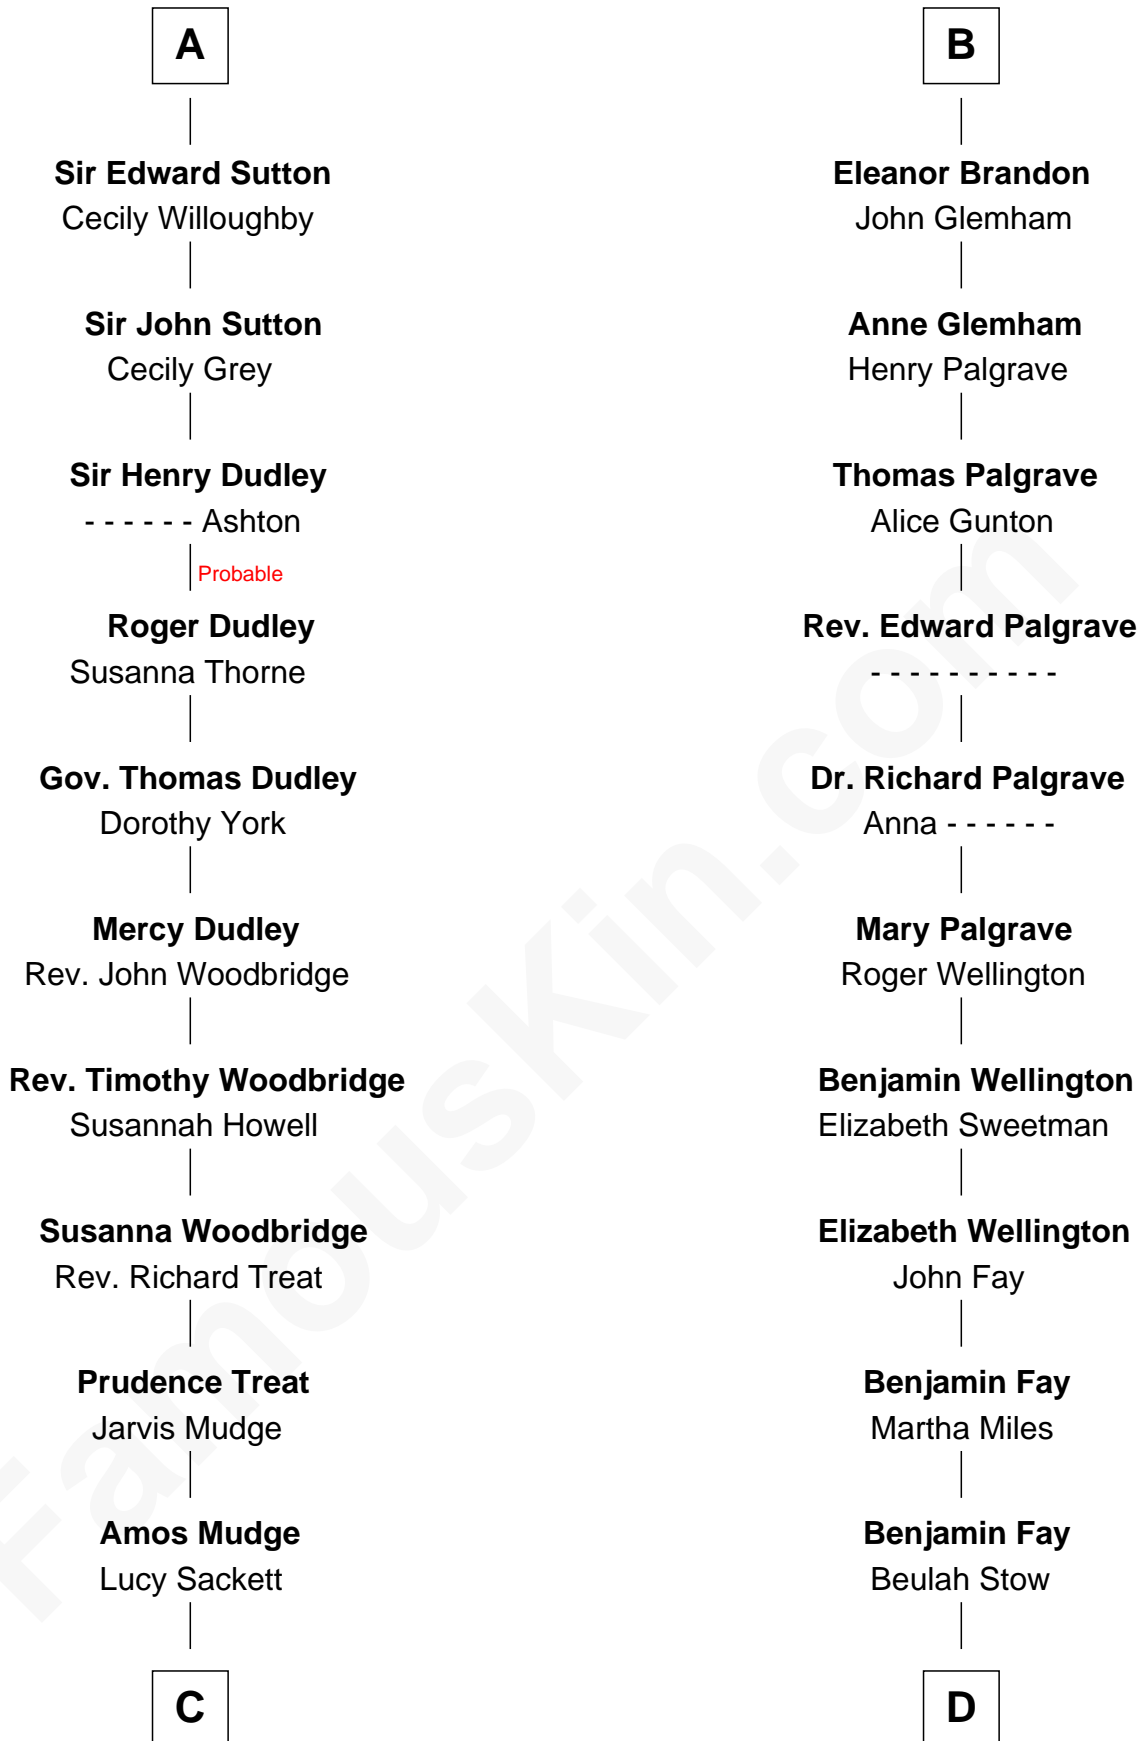 A
Sir Edward Sutton
Cecily Willoughby
Sir John Sutton
Cecily Grey
Sir Henry Dudley
- - - - - - Ashton
Probable
Roger Dudley
Susanna Thorne
Gov. Thomas Dudley
Dorothy York
Mercy Dudley
Rev. John Woodbridge
Rev. Timothy Woodbridge
Susannah Howell
Susanna Woodbridge
Rev. Richard Treat
Prudence Treat
Jarvis Mudge
Amos Mudge
Lucy Sackett
C
B
Eleanor Brandon
John Glemham
Anne Glemham
Henry Palgrave
Thomas Palgrave
Alice Gunton
Rev. Edward Palgrave
- - - - - - - - - -
Dr. Richard Palgrave
Anna - - - - - -
Mary Palgrave
Roger Wellington
Benjamin Wellington
Elizabeth Sweetman
Elizabeth Wellington
John Fay
Benjamin Fay
Martha Miles
Benjamin Fay
Beulah Stow
D
FamousKin.com